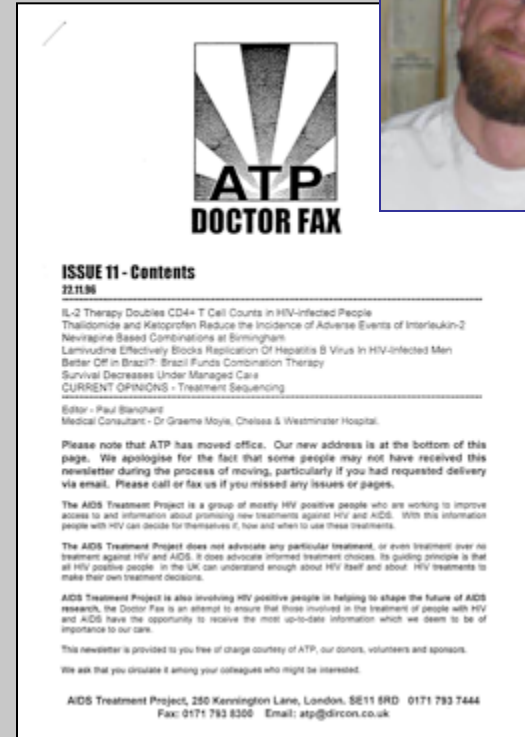 ATP
DOCTOR FAX
ISSUE 11 - Contents
22.11.96
IL-2 Therapy Doubles CD4+ T Cell Counts in HIV-Infected People
Thalidomide and Ketoprofen Reduce the Incidence of Adverse Events of Interleukin-2
Nevirapine Based Combinations at Birmingham
Lamivudine Effectively Blocks Replication Of Hepatitis B Virus In HIV-Infected Men
Better Off in Brazil?: Brazil Funds Combination Therapy
Survival Decreases Under Managed Care
CURRENT OPINIONS - Treatment Sequencing
Editor - Paul Blanchard
Medical Consultant - Dr Graeme Moyle, Chelsea & Westminster Hospital.
Please note that ATP has moved office. Our new address is at the bottom of this
page. We apologise for the fact that some people may not have received this
newsletter during the process of moving, particularly if you had requested delivery
via email. Please call or fax us if you missed any issues or pages.
The AIDS Treatment Project is a group of mostly HIV positive people who are working to improve
access to and information about promising new treatments against HIV and AIDS. With this information
people with HIV can decide for themselves if, how and when to use these treatments.
The AIDS Treatment Project does not advocate any particular treatment, or even treatment over no
treatment against HIV and AIDS. It does advocate informed treatment choices. Its guiding principle is that
all HIV positive people in the UK can understand enough about HIV itself and about HIV treatments to
make their own treatment decisions.
AIDS Treatment Project is also involving HIV positive people in helping to shape the future of AIDS
research, the Doctor Fax is an attempt to ensure that those involved in the treatment of people with HIV
and AIDS have the opportunity to receive the most up-to-date information which we deem to be of
importance to our care.
This newsletter is provided to you free of charge courtesy of ATP, our donors, volunteers and sponsors.
We ask that you circulate it among your colleagues who might be interested.
AIDS Treatment Project, 250 Kennington Lane, London. SE11 5RD 0171 793 7444
Fax: 0171 793 8300 Email: atp@dircon.co.uk